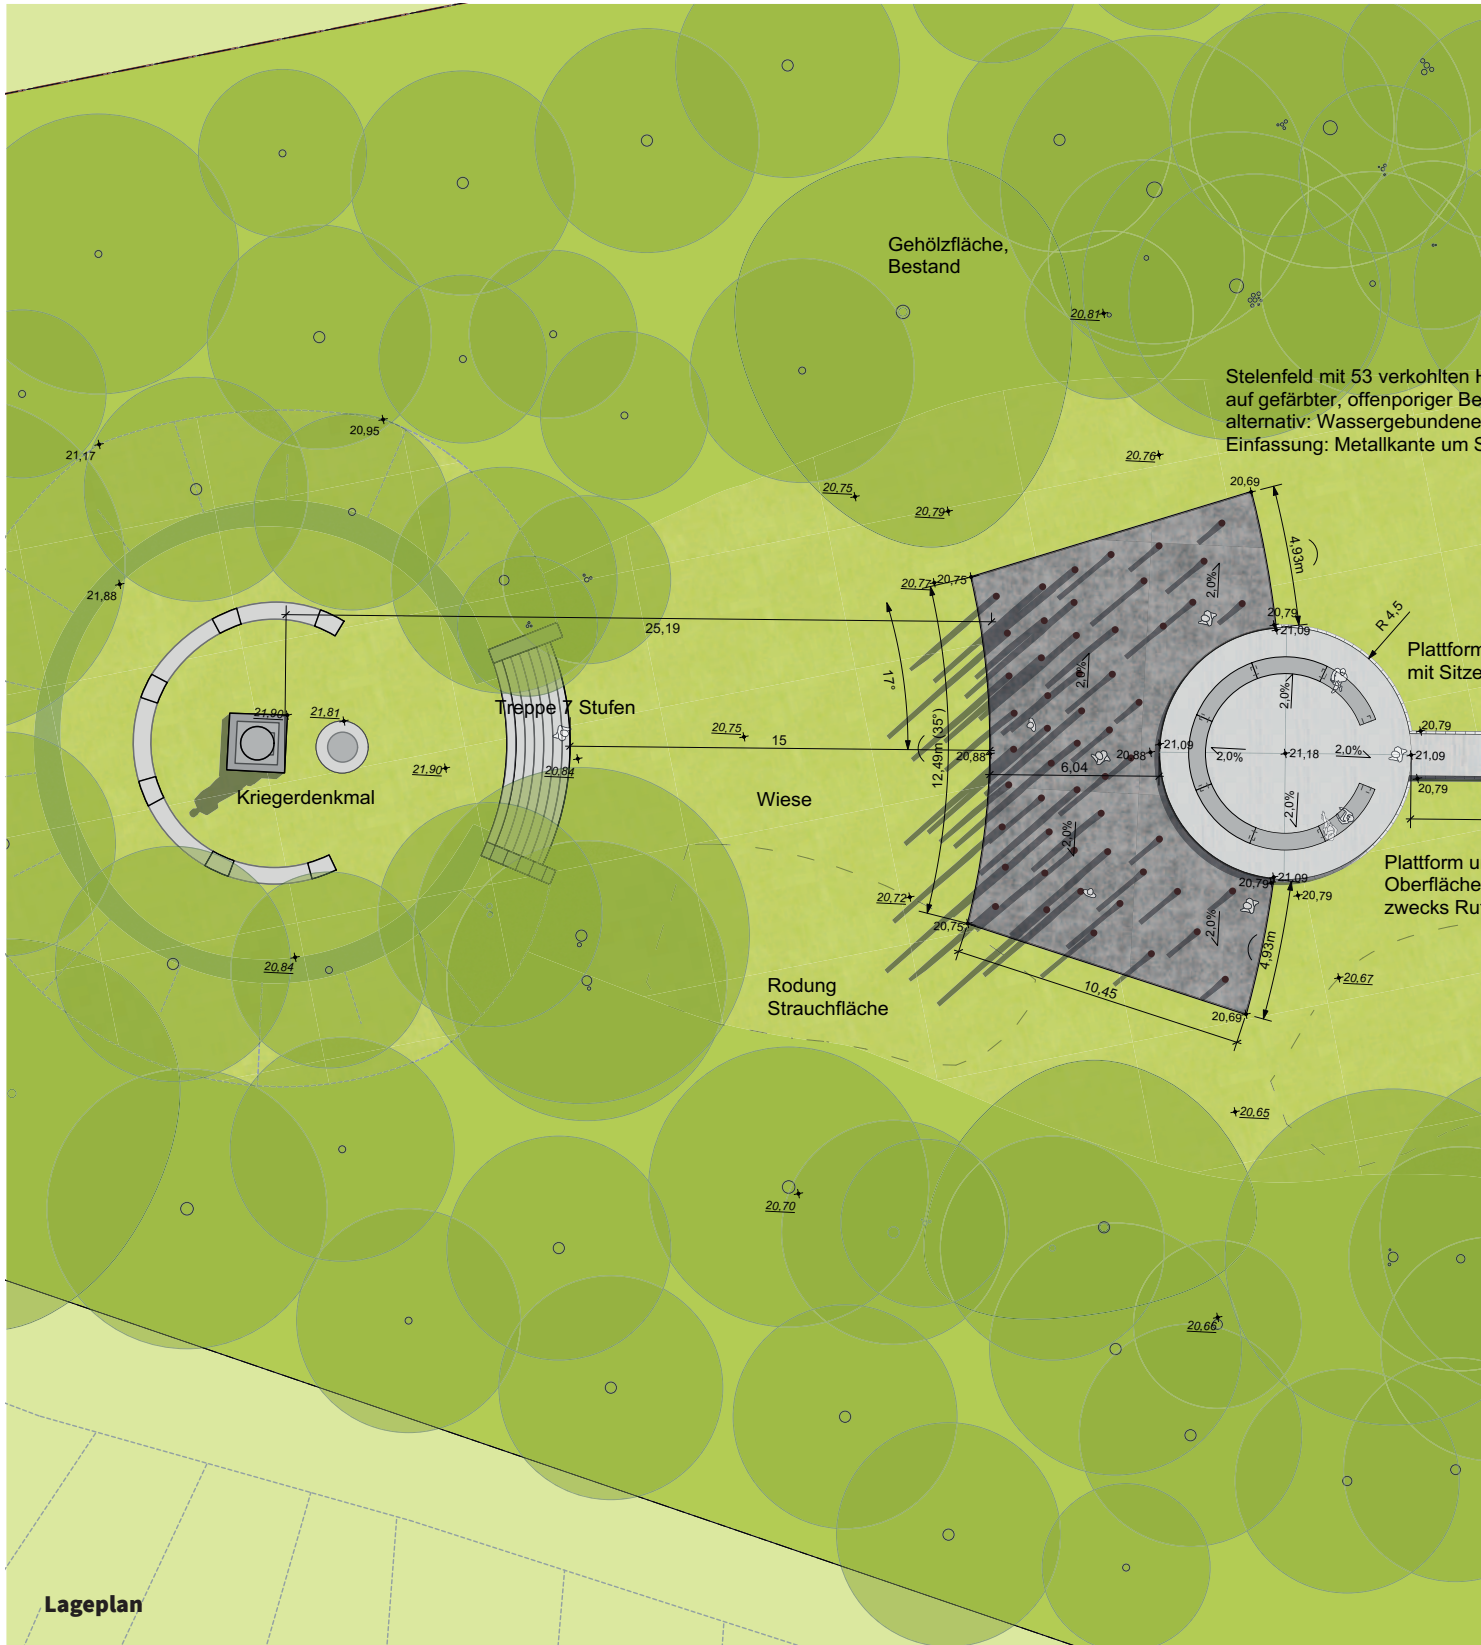 Gehölzfläche,
Bestand
20,81
Stelenfeld mit 53 verkohlten H
auf gefärbter, offenporiger Be
alternativ: Wassergebundene
Einfassung: Metallkante um S
20,95
21,17
20,76
20,75
20,79
20,69
4,93m
21,88
20,77
20,75
2,0%
20,79
21,09
R 4,5
25,19
17°
Plattform
mit Sitze
2,0%
2,0%
21,90
21,81
Treppe 7 Stufen
20,75
15
12,49m (35°)
20,88
6,04
20,88
21,09
2,0%
21,18
2,0%
20,79
21,09
21,90
20,84
Kriegerdenkmal
Wiese
2,0%
2,0%
20,79
Plattform u
Oberfläche
zwecks Ru
20,72
20,79
21,09
20,79
20,75
2,0%
4,93m
20,84
Rodung
Strauchfläche
10,45
20,67
20,69
20,65
20,70
20,66
Lageplan